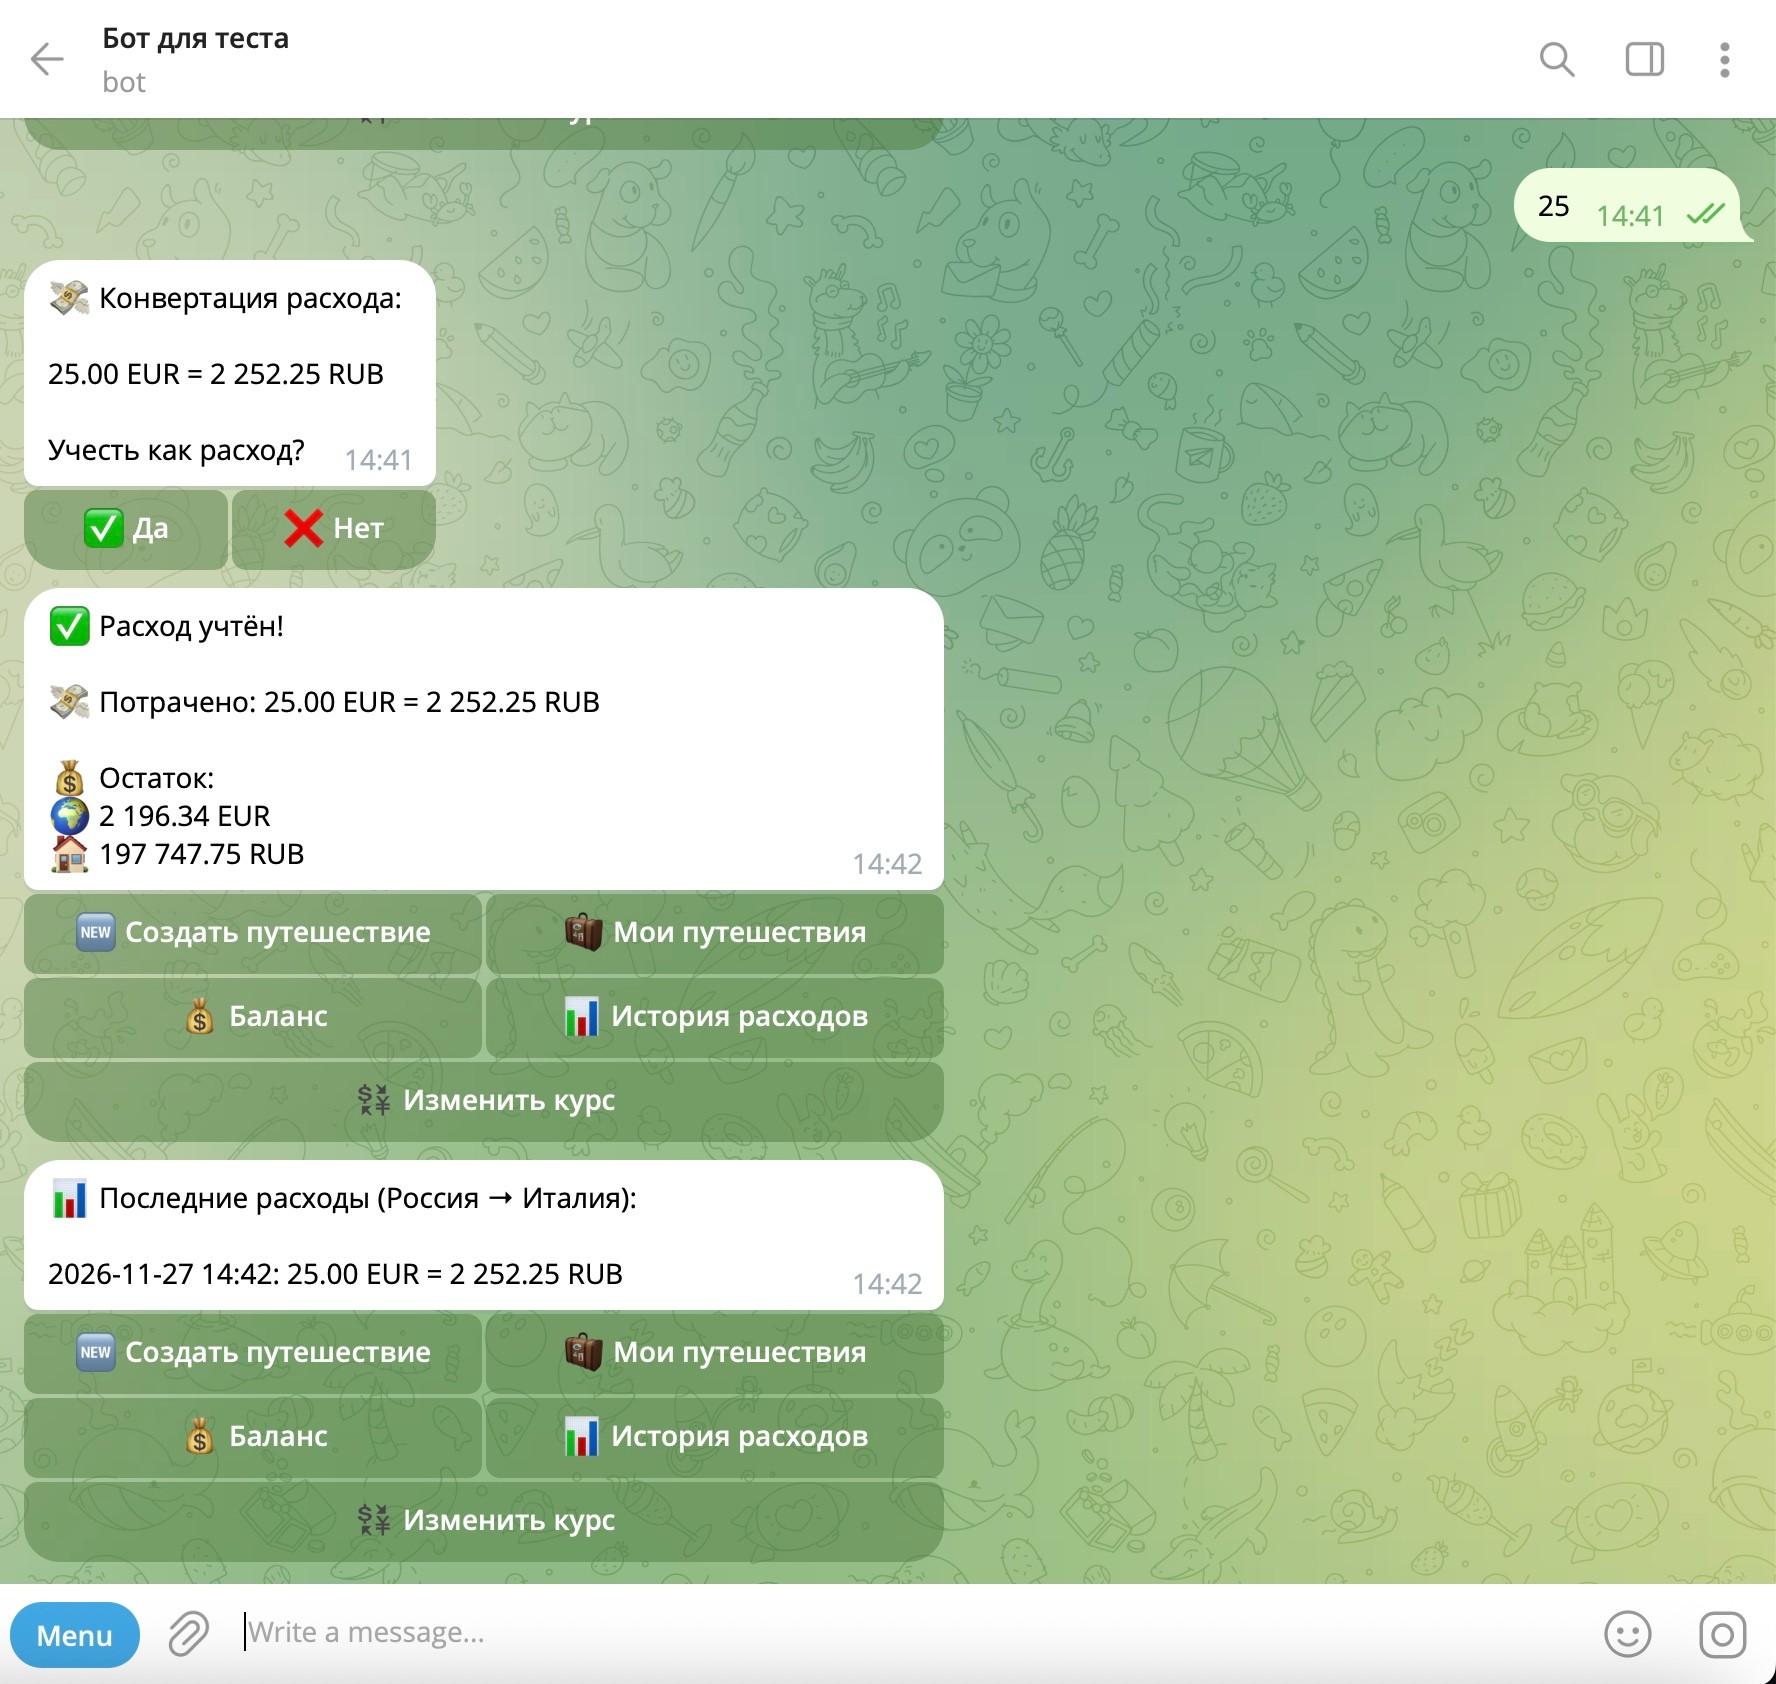 Бот для теста
bot
25 14:41
Конвертация расхода:
25.00 EUR = 2 252.25 RUB
Учесть как расход? 14:41
Да
Нет
Расход учтён!
Потрачено: 25.00 EUR = 2 252.25 RUB
Остаток:
2 196.34 EUR
197 747.75 RUB
14:42
NEW Создать путешествие
Мои путешествия
Баланс
История расходов
Изменить курс
Последние расходы (Россия → Италия):
2026-11-27 14:42: 25.00 EUR = 2 252.25 RUB
14:42
NEW Создать путешествие
Мои путешествия
Баланс
История расходов
Изменить курс
Menu
Write a message...